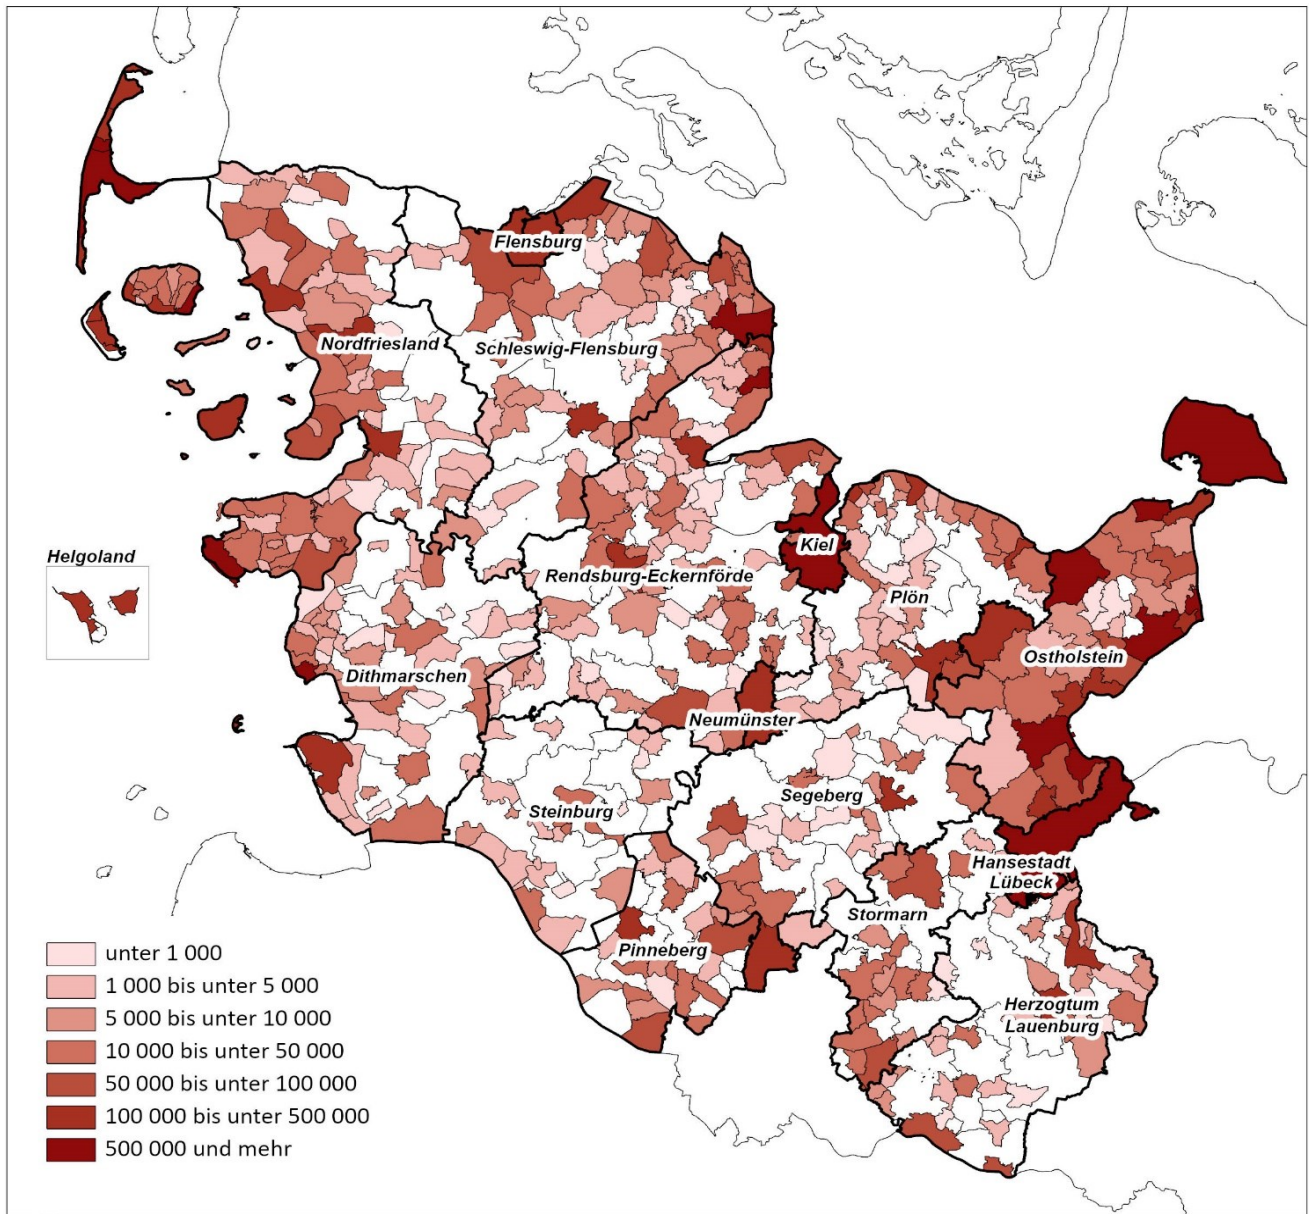 Flensburg
Nordfriesland
Schleswig-Flensburg
Helgoland
Kiel
Rendsburg-Eckernförde
Plön
Ostholstein
Dithmarschen
Neumünster
Segeberg
Steinburg
Hansestadt
Lübeck
Stormarn
Pinneberg
Herzogtum
Lauenburg
unter 1 000
1 000 bis unter 5 000
5 000 bis unter 10 000
10 000 bis unter 50 000
50 000 bis unter 100 000
100 000 bis unter 500 000
500 000 und mehr